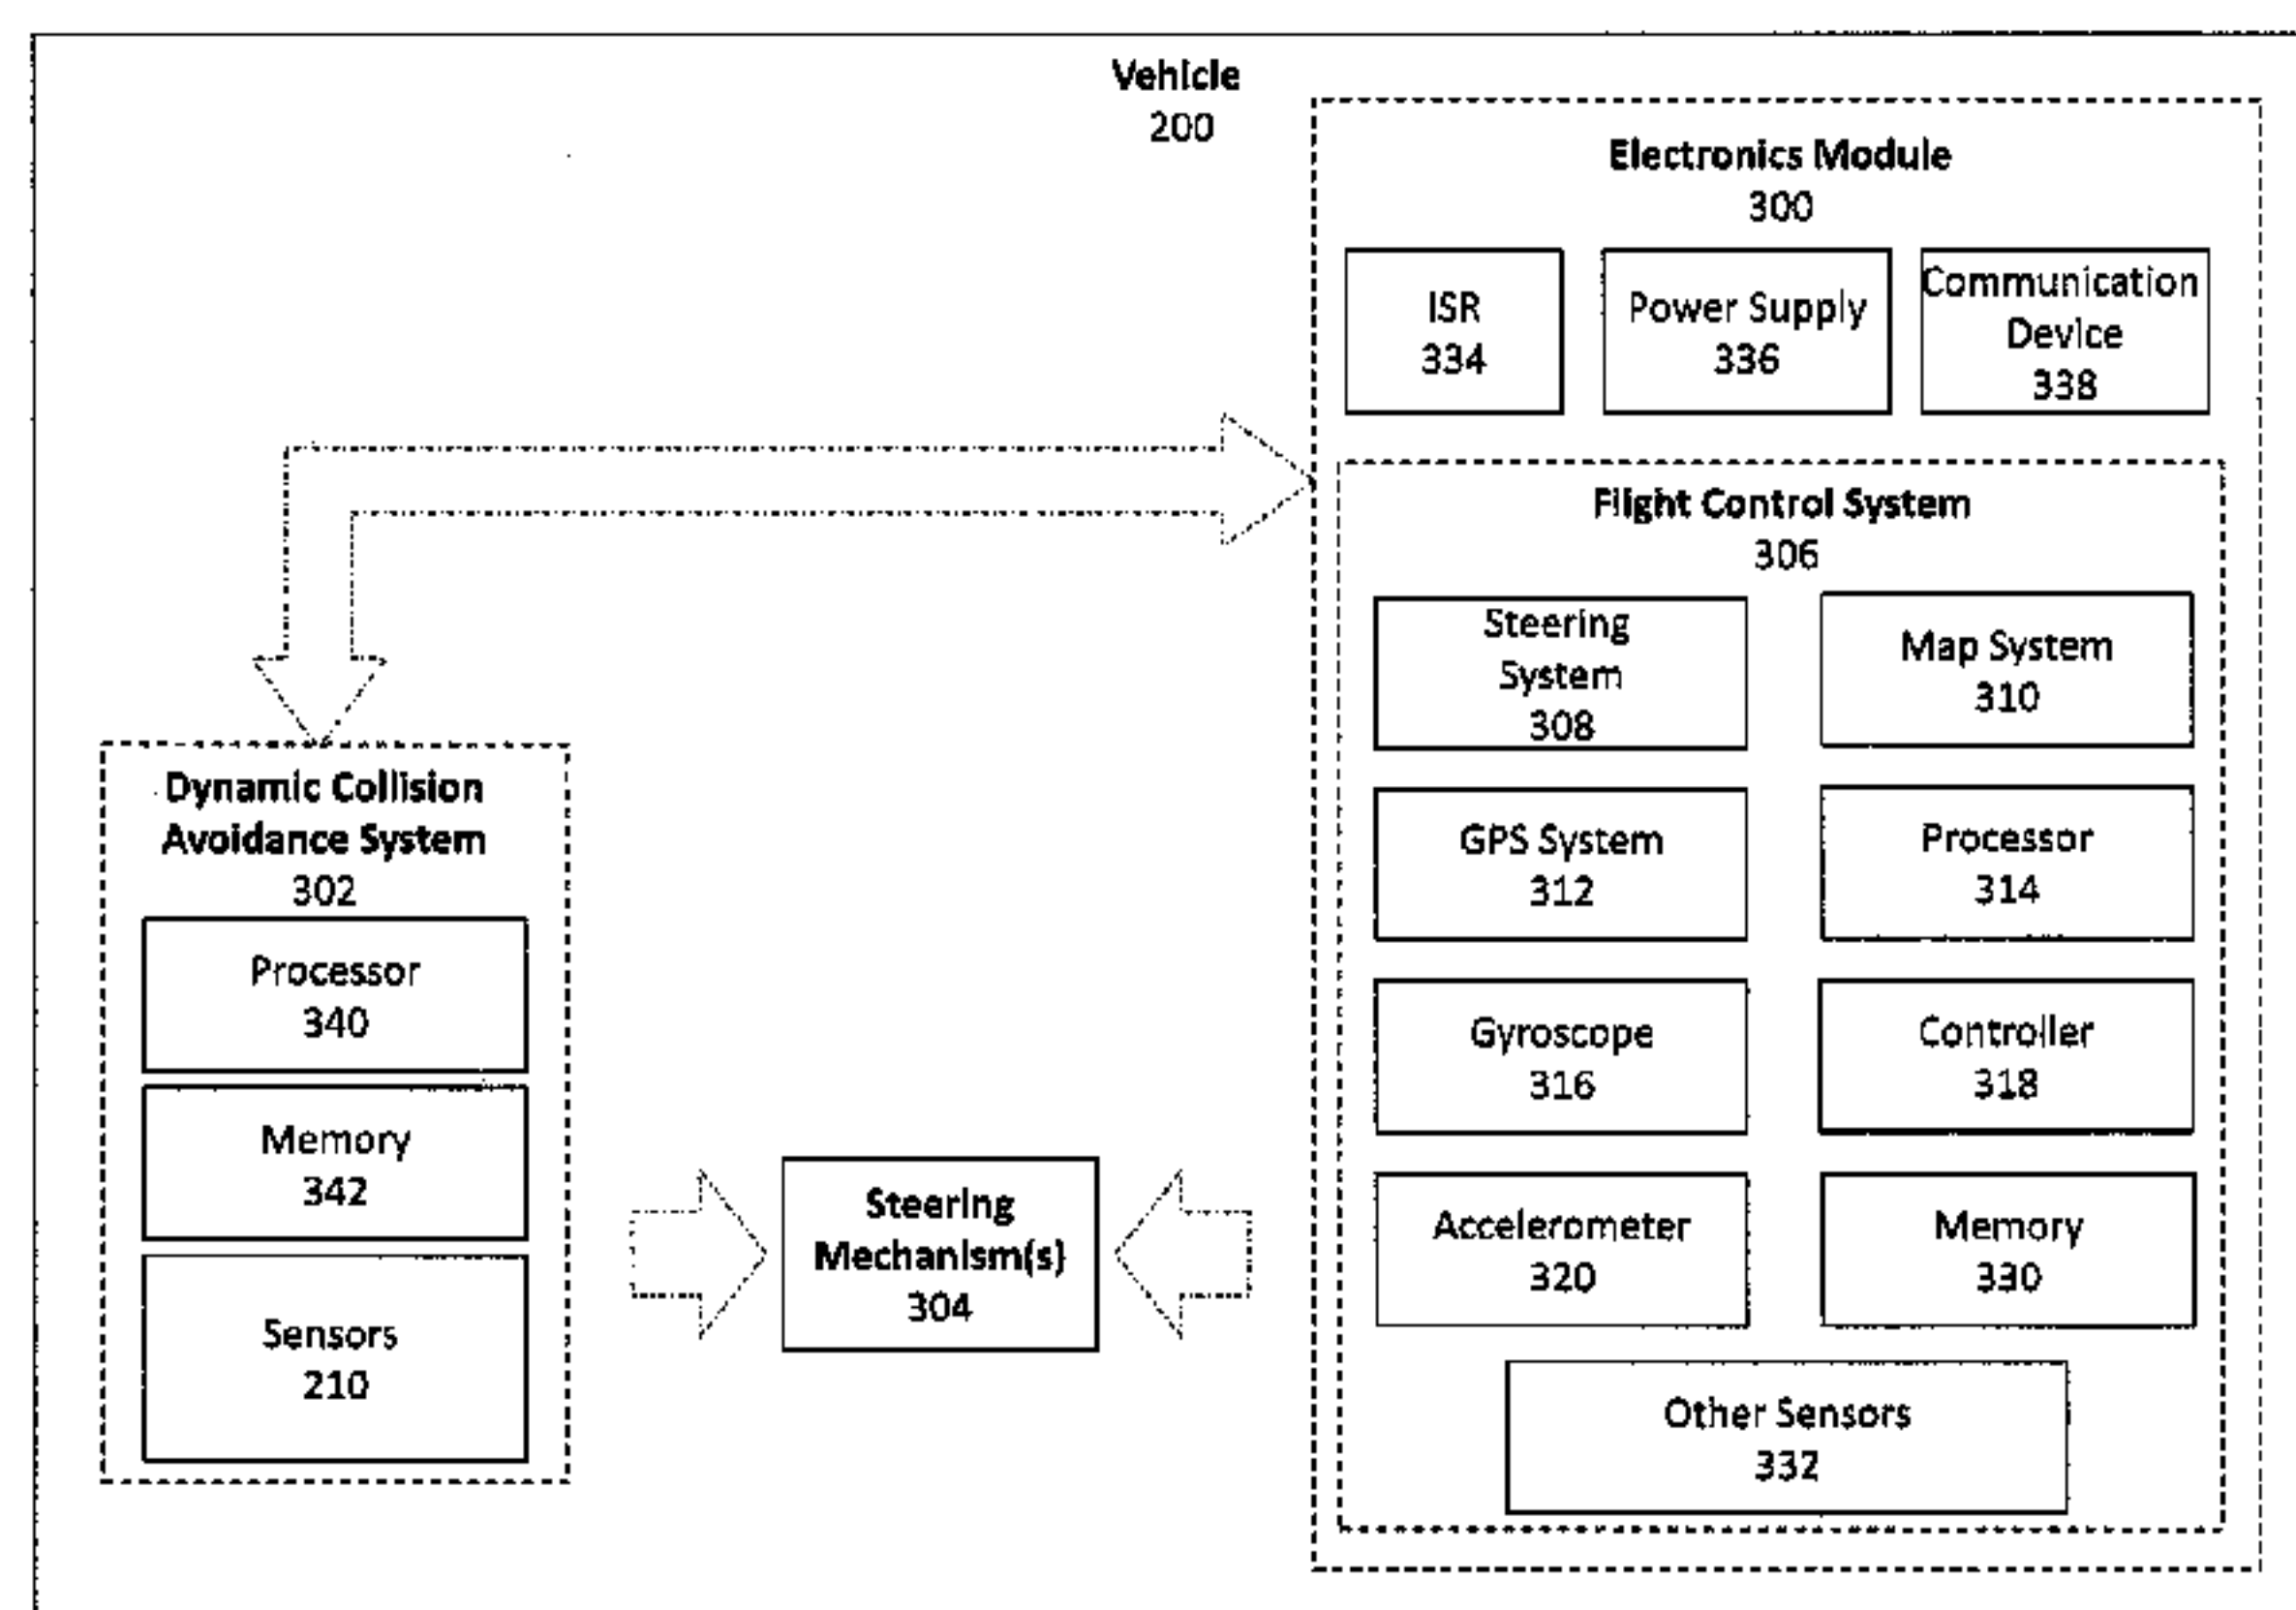 Vehicle
200
Electronics Module
300
ISR
334
Power Supply
336
Communication
Device
338
Flight Control System
306
Steering
System
308
Map System
310
GPS System
312
Processor
314
Gyroscope
316
Controller
318
Accelerometer
320
Memory
330
Other Sensors
332
Dynamic Collision
Avoidance System
302
Processor
340
Memory
342
Sensors
210
Steering
Mechanism(s)
304